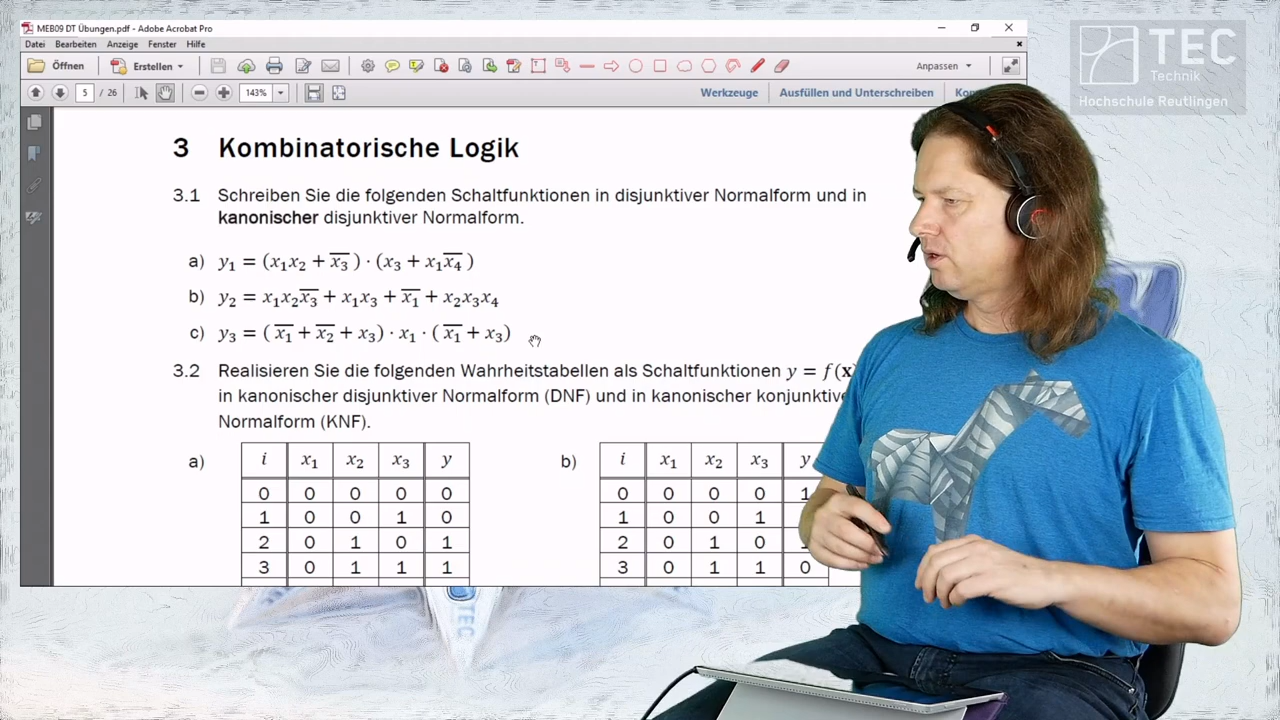 MEB09 DT Übungen.pdf - Adobe Acrobat Pro
Datei Bearbeiten Anzeige Fenster Hilfe
Öffnen Erstellen Anpassen
5 / 26 143% Werkzeuge Ausfüllen und Unterschreiben
TEC
Technik
Hochschule Reutlingen
3 Kombinatorische Logik
3.1 Schreiben Sie die folgenden Schaltfunktionen in disjunktiver Normalform und in
kanonischer disjunktiver Normalform.
a) y₁ = (x₁x₂ + x̅₃) · (x₃ + x₁x̅₄)
b) y₂ = x₁x₂x̅₃ + x₁x₃ + x̅₁ + x₂x₃x₄
c) y₃ = (x̅₁ + x̅₂ + x₃) · x₁ · (x̅₁ + x₃)
3.2 Realisieren Sie die folgenden Wahrheitstabellen als Schaltfunktionen y = f(x
in kanonischer disjunktiver Normalform (DNF) und in kanonischer
Normalform (KNF).
a) i x₁ x₂ x₃ y
0 0 0 0 0
1 0 0 1 0
2 0 1 0 1
3 0 1 1 1
b) i x₁ x₂ x₃ y
0 0 0 0 1
1 0 0 1
2 0 1 0 1
3 0 1 1 0
TEC